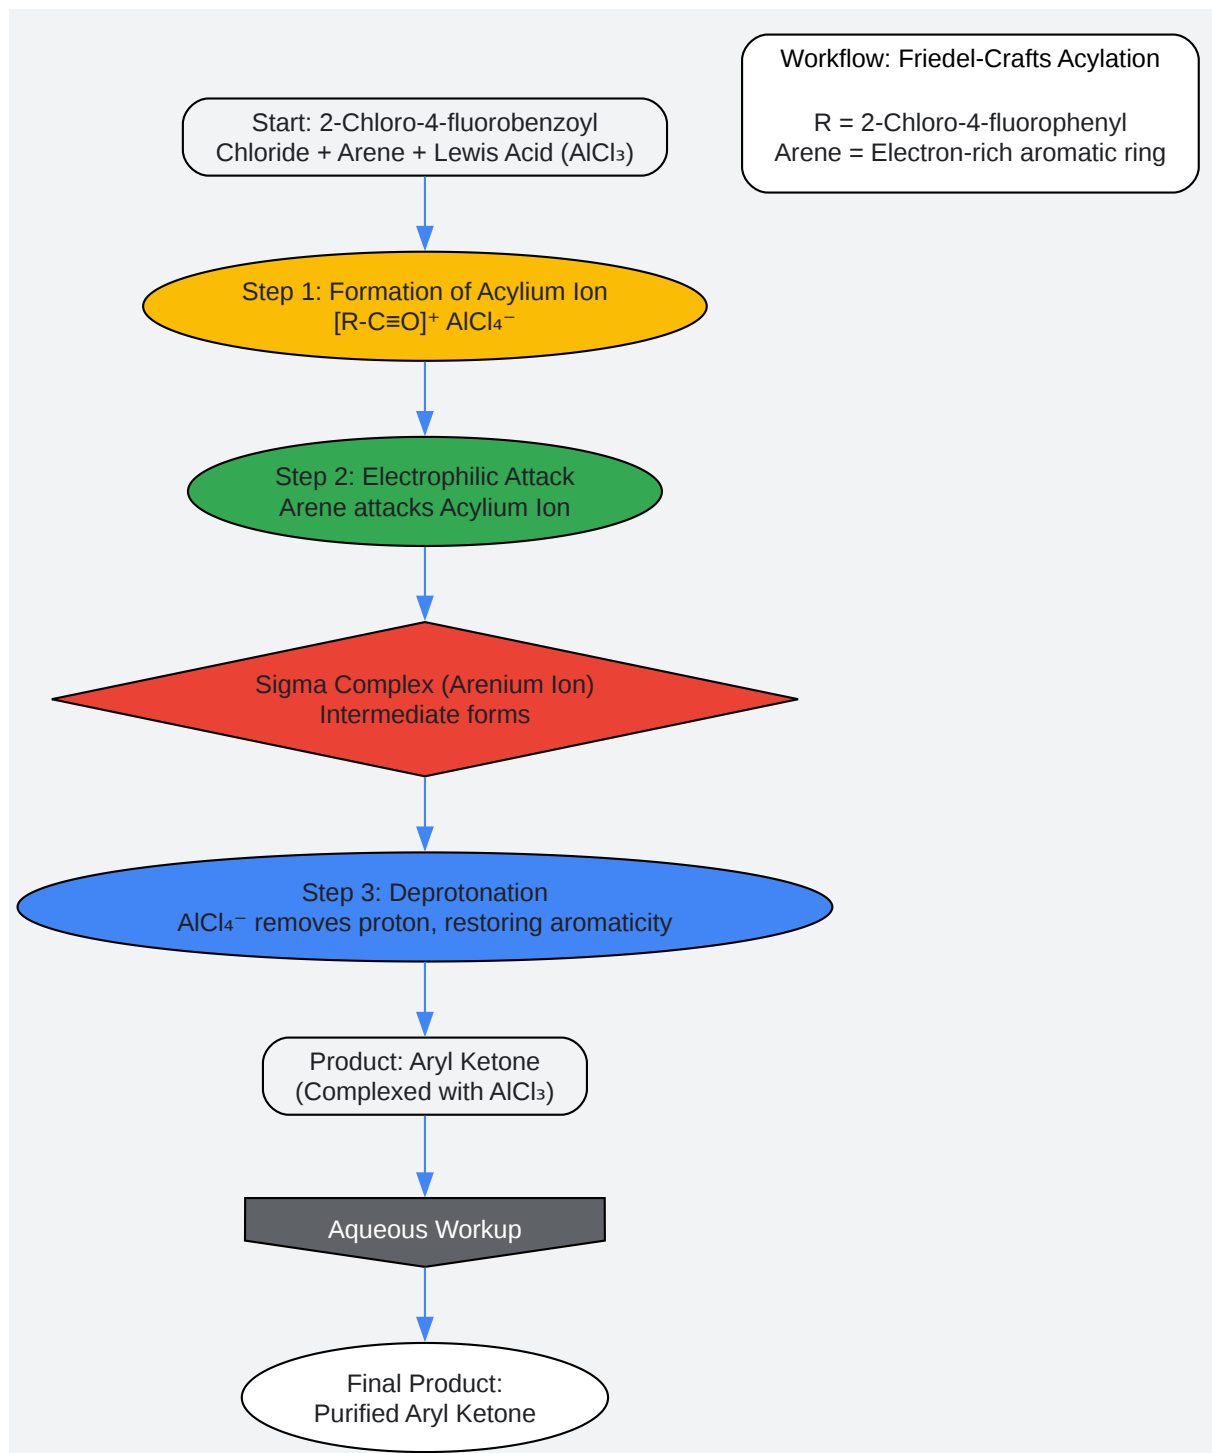 Workflow: Friedel-Crafts Acylation
R = 2-Chloro-4-fluorophenyl
Arene = Electron-rich aromatic ring
Start: 2-Chloro-4-fluorobenzoyl
Chloride + Arene + Lewis Acid (AlCl₃)
Step 1: Formation of Acylium Ion
[R-C≡O]⁺ AlCl₄⁻
Step 2: Electrophilic Attack
Arene attacks Acylium Ion
Sigma Complex (Arenium Ion)
Intermediate forms
Step 3: Deprotonation
AlCl₄⁻ removes proton, restoring aromaticity
Product: Aryl Ketone
(Complexed with AlCl₃)
Aqueous Workup
Final Product:
Purified Aryl Ketone